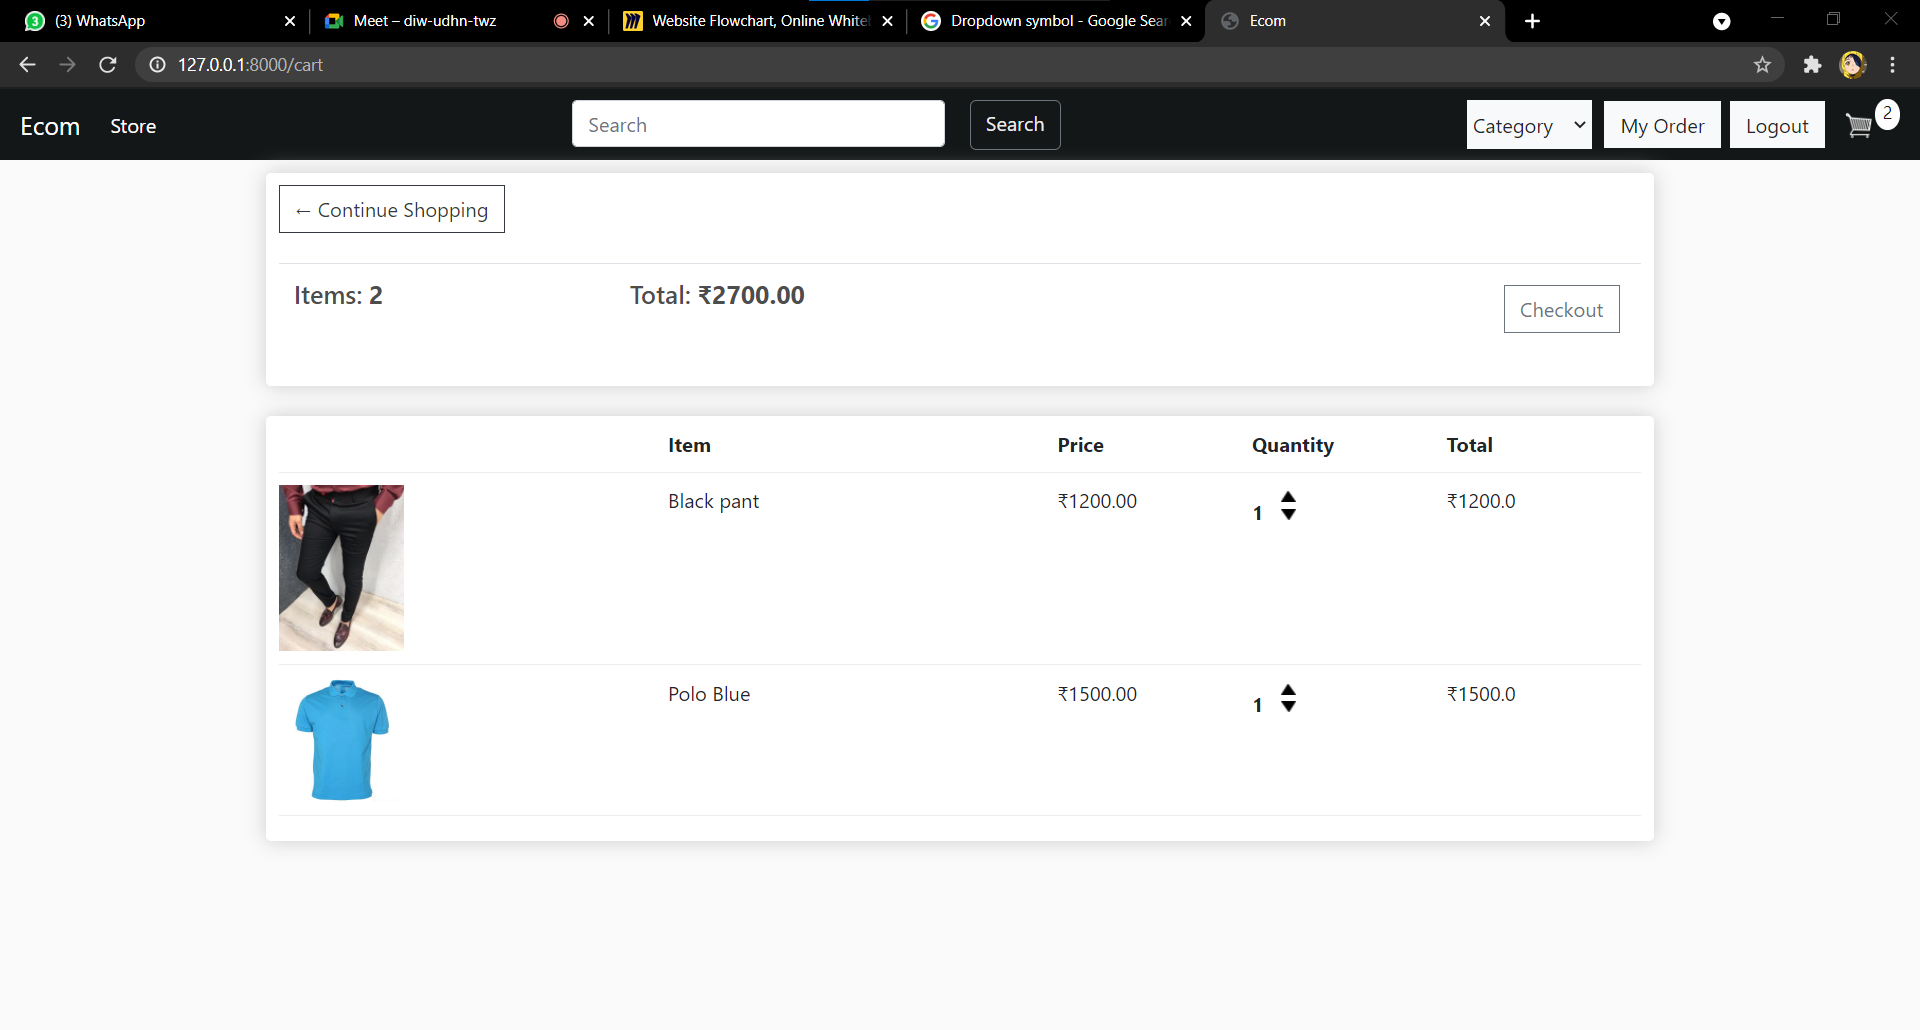 3 (3) WhatsApp
Meet – diw-udhn-twz
Website Flowchart, Online White
Dropdown symbol - Google Sear
Ecom
127.0.0.1:8000/cart
Ecom Store Search Search Category My Order Logout 2
← Continue Shopping
Items: 2 Total: ₹2700.00 Checkout
Item Price Quantity Total
Black pant ₹1200.00 1 ₹1200.0
Polo Blue ₹1500.00 1 ₹1500.0